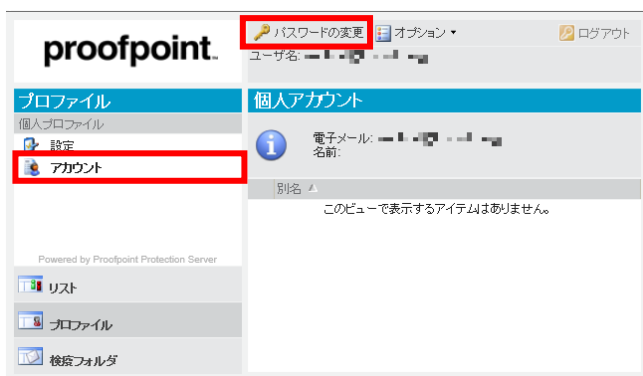 proofpoint™
パスワードの変更 オプション ログアウト
ユーザ名:
プロファイル
個人プロファイル
設定
アカウント
Powered by Proofpoint Protection Server
リスト
プロファイル
検疫フォルダ
個人アカウント
電子メール:
名前:
別名
このビューで表示するアイテムはありません。